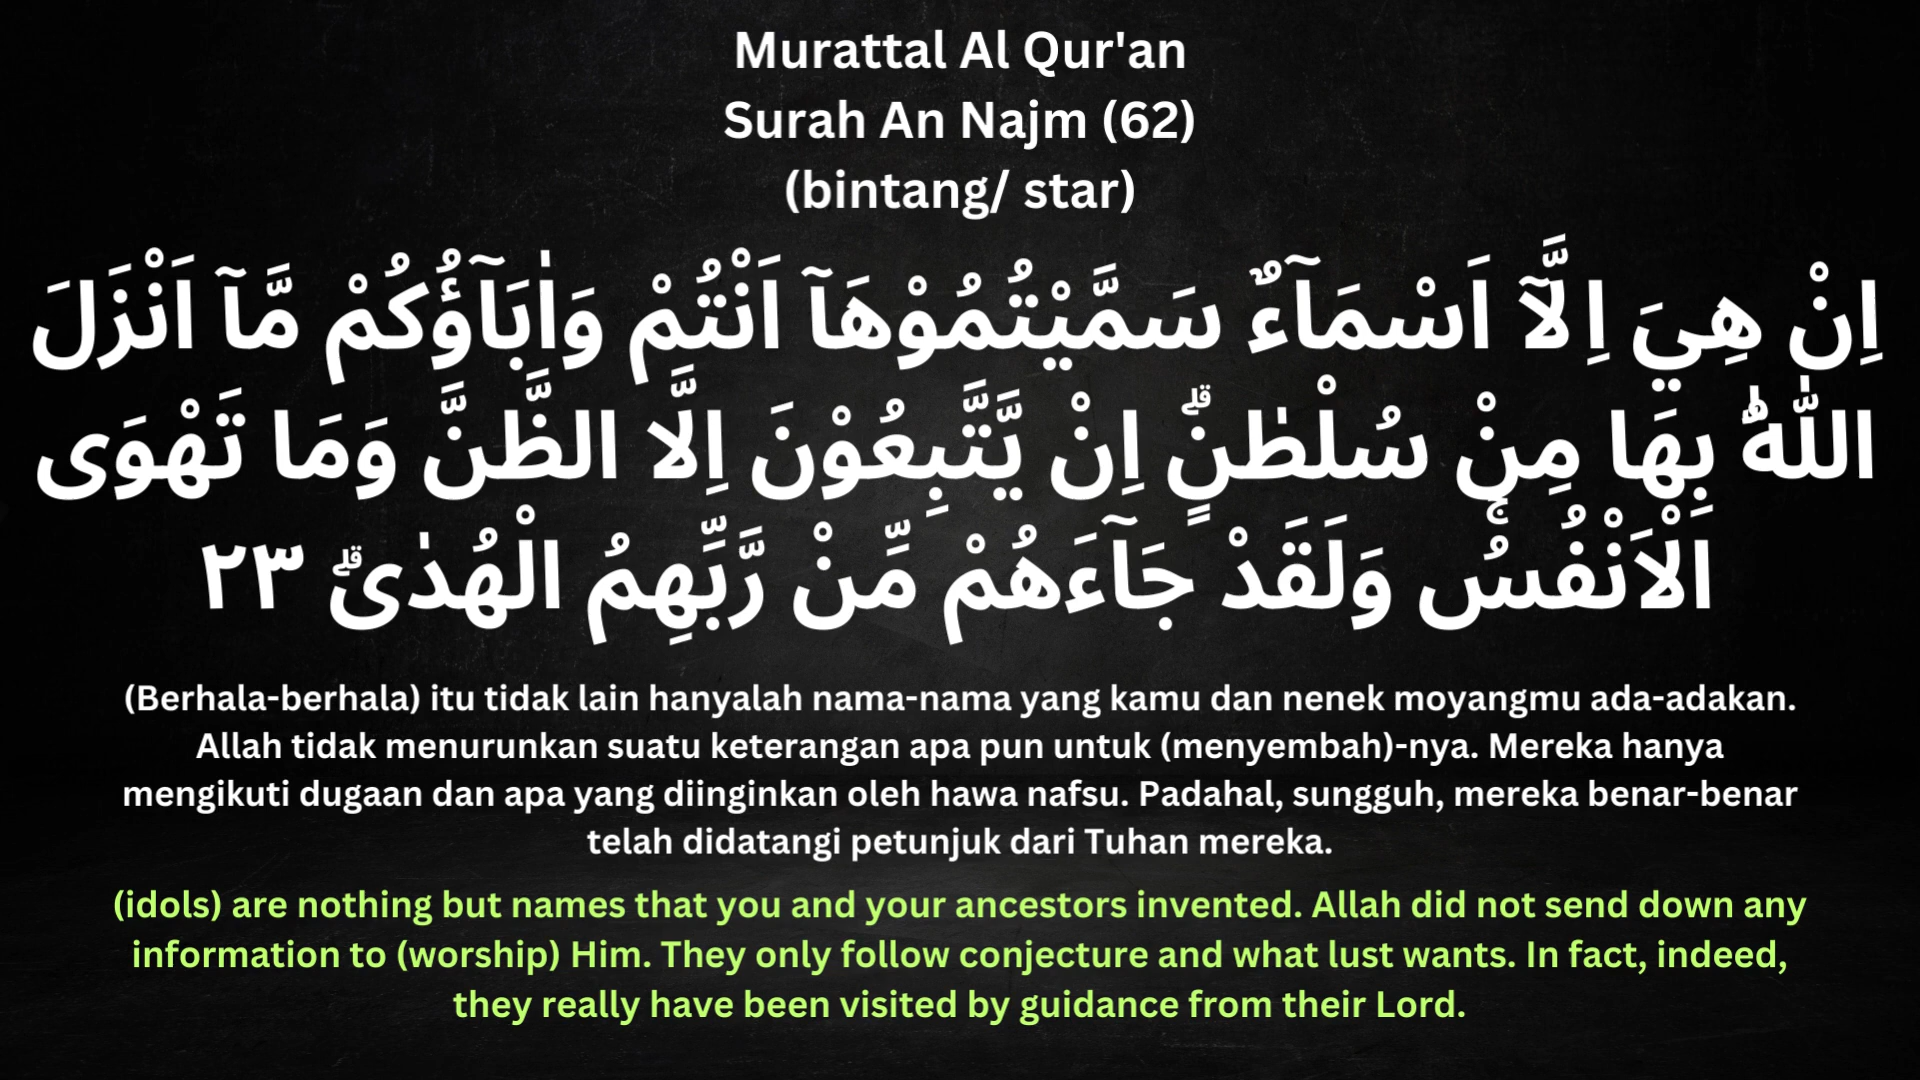 Murattal Al Qur'an
Surah An Najm (62)
(bintang/ star)
اِنْ هِيَ اِلَّآ اَسْمَآءٌ سَمَّيْتُمُوْهَآ اَنْتُمْ وَاٰبَاۤؤُكُمْ مَّآ اَنْزَلَ
اللّٰهُ بِهَا مِنْ سُلْطٰنٍۗ اِنْ يَّتَّبِعُوْنَ اِلَّا الظَّنَّ وَمَا تَهْوَى
الْاَنْفُسُۚ وَلَقَدْ جَاۤءَهُمْ مِّنْ رَّبِّهِمُ الْهُدٰىۗ ٢٣
(Berhala-berhala) itu tidak lain hanyalah nama-nama yang kamu dan nenek moyangmu ada-adakan.
Allah tidak menurunkan suatu keterangan apa pun untuk (menyembah)-nya. Mereka hanya
mengikuti dugaan dan apa yang diinginkan oleh hawa nafsu. Padahal, sungguh, mereka benar-benar
telah didatangi petunjuk dari Tuhan mereka.
(idols) are nothing but names that you and your ancestors invented. Allah did not send down any
information to (worship) Him. They only follow conjecture and what lust wants. In fact, indeed,
they really have been visited by guidance from their Lord.